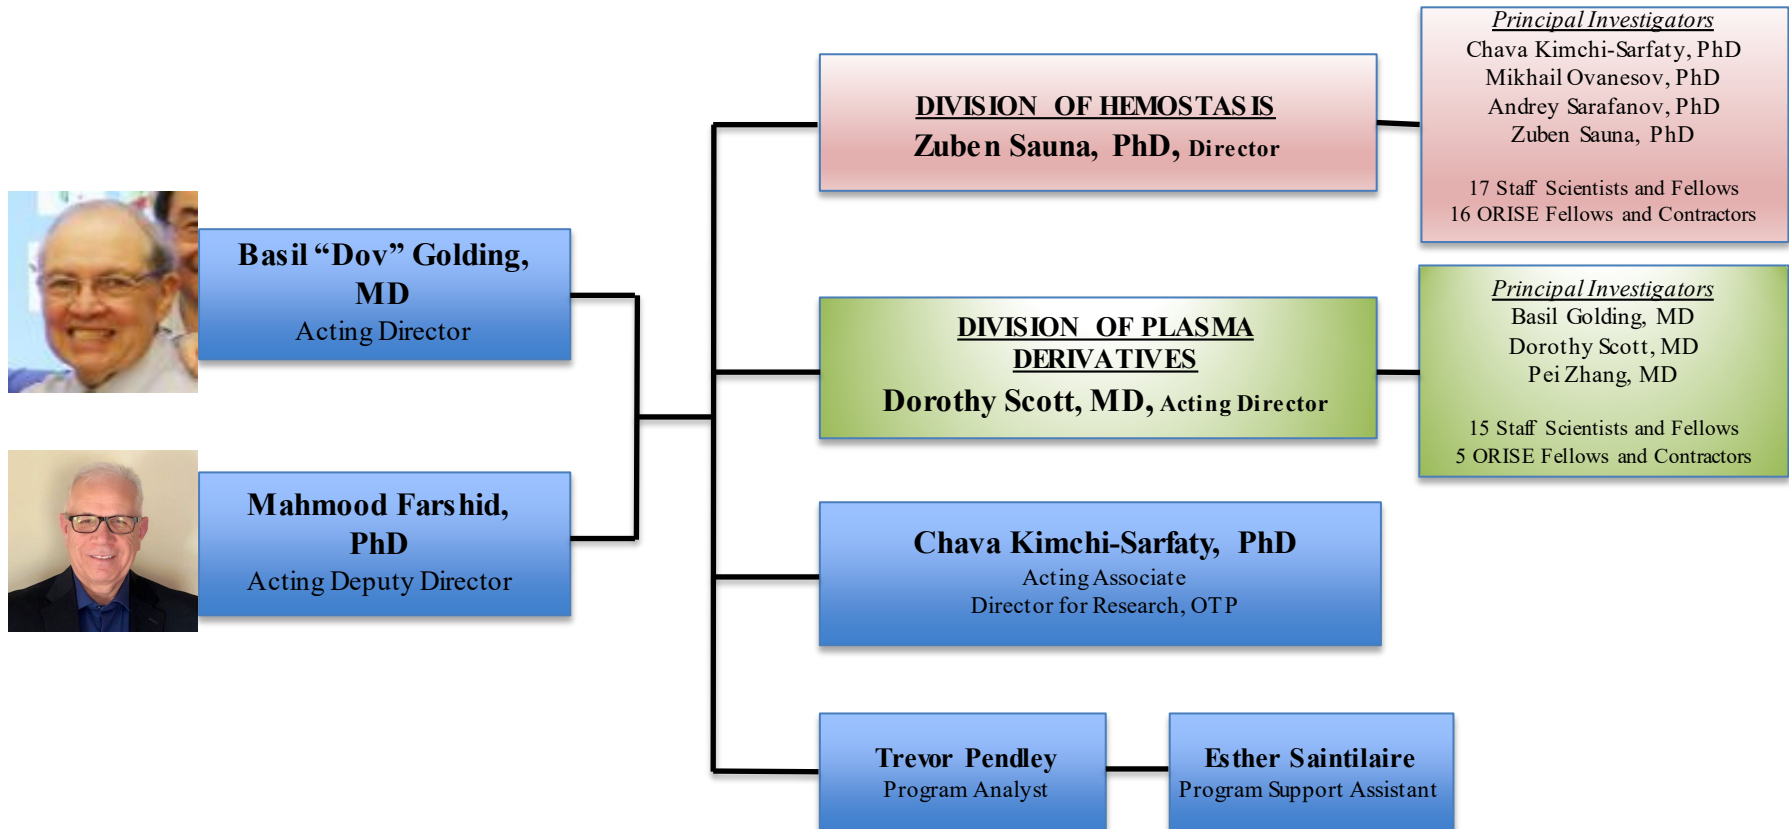 Basil “Dov” Golding,
MD
Acting Director
Mahmood Farshid,
PhD
Acting Deputy Director
DIVISION OF HEMOSTASIS
Zuben Sauna, PhD, Director
Principal Investigators
Chava Kimchi-Sarfaty, PhD
Mikhail Ovanesov, PhD
Andrey Sarafanov, PhD
Zuben Sauna, PhD
17 Staff Scientists and Fellows
16 ORISE Fellows and Contractors
DIVISION OF PLASMA
DERIVATIVES
Dorothy Scott, MD, Acting Director
Principal Investigators
Basil Golding, MD
Dorothy Scott, MD
Pei Zhang, MD
15 Staff Scientists and Fellows
5 ORISE Fellows and Contractors
Chava Kimchi-Sarfaty, PhD
Acting Associate
Director for Research, OTP
Trevor Pendley
Program Analyst
Esther Saintilaire
Program Support Assistant